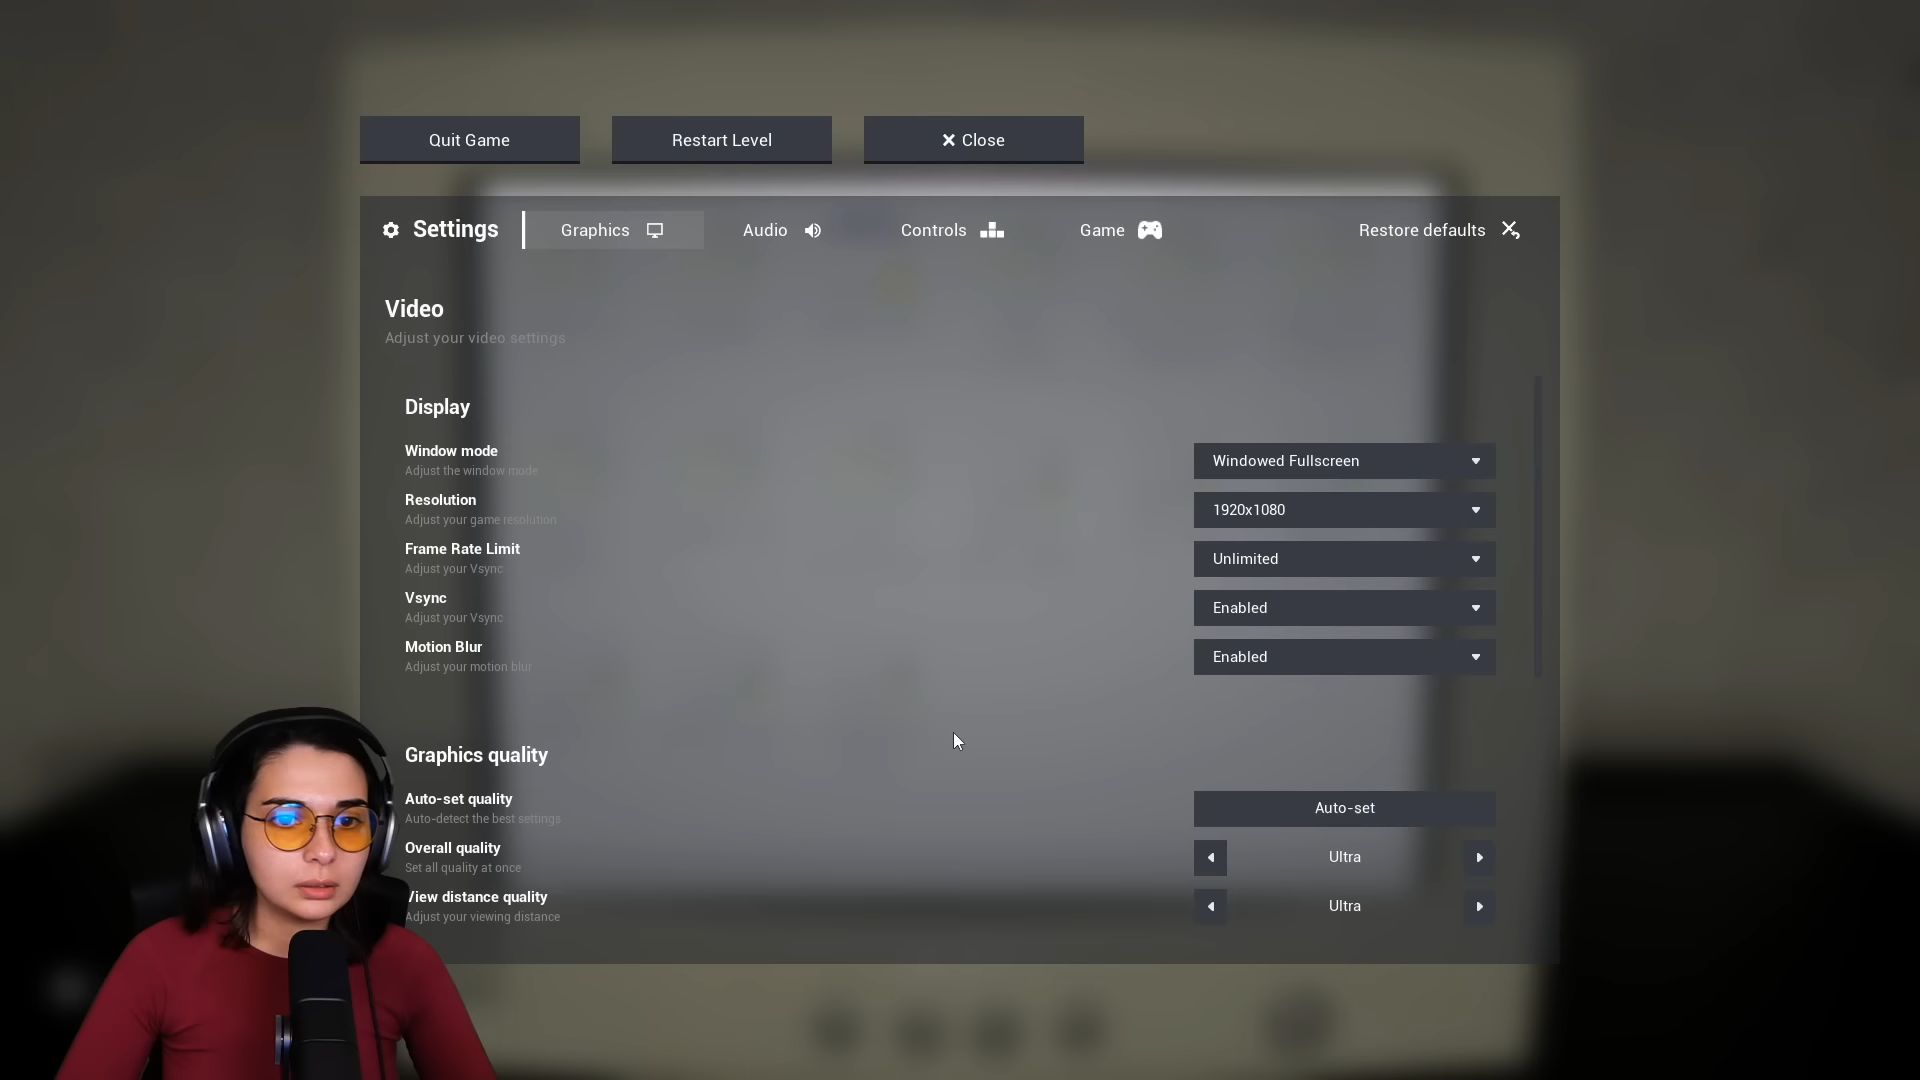 Quit Game
Restart Level
Close
Settings
Graphics
Audio
Controls
Game
Restore defaults
Video
Adjust your video settings
Display
Window mode
Windowed Fullscreen
Adjust the window mode
Resolution
1920x1080
Adjust your game resolution
Frame Rate Limit
Unlimited
Adjust your Vsync
Vsync
Enabled
Adjust your Vsync
Motion Blur
Enabled
Adjust your motion blur
Graphics quality
Auto-set quality
Auto-set
Auto-detect the best settings
Overall quality
Ultra
Set all quality at once
View distance quality
Ultra
Adjust your viewing distance